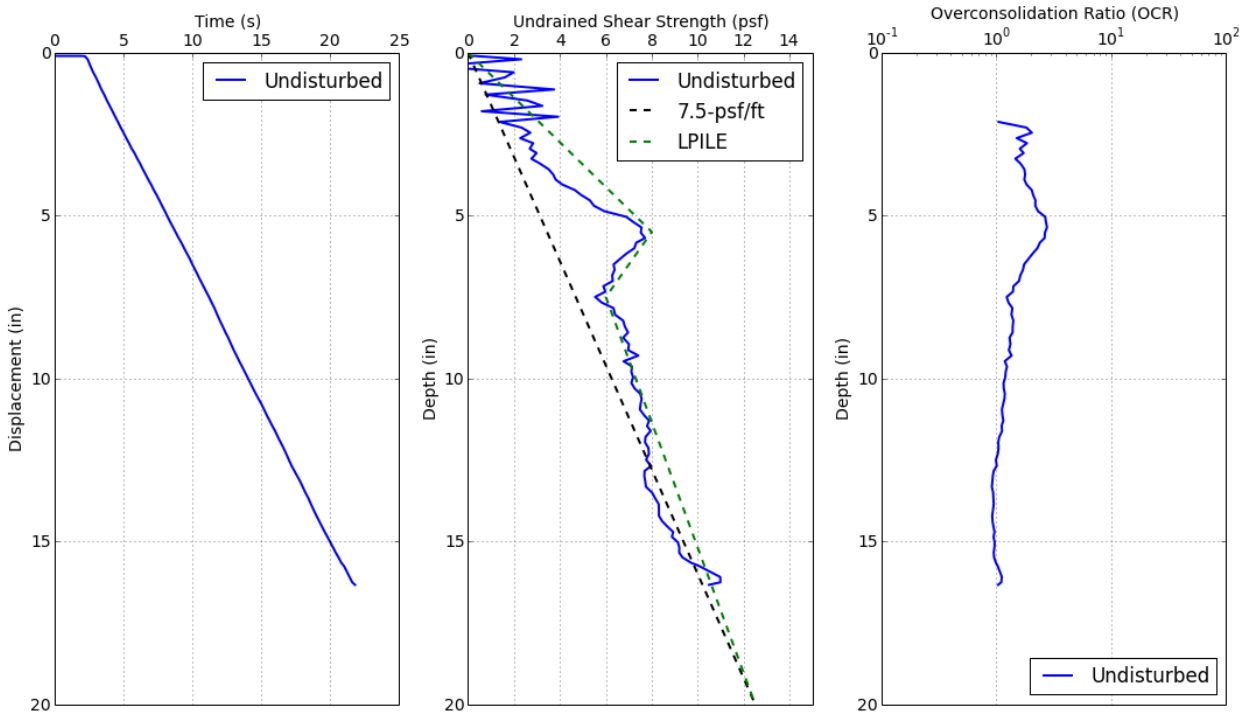 Time (s)
0 5 10 15 20 25
0
5
10
15
20
Displacement (in)
Undisturbed
Undrained Shear Strength (psf)
0 2 4 6 8 10 12 14
0
5
10
15
20
Depth (in)
Undisturbed
7.5-psf/ft
LPILE
Overconsolidation Ratio (OCR)
10-1 100 101 102
0
5
10
15
20
Depth (in)
Undisturbed